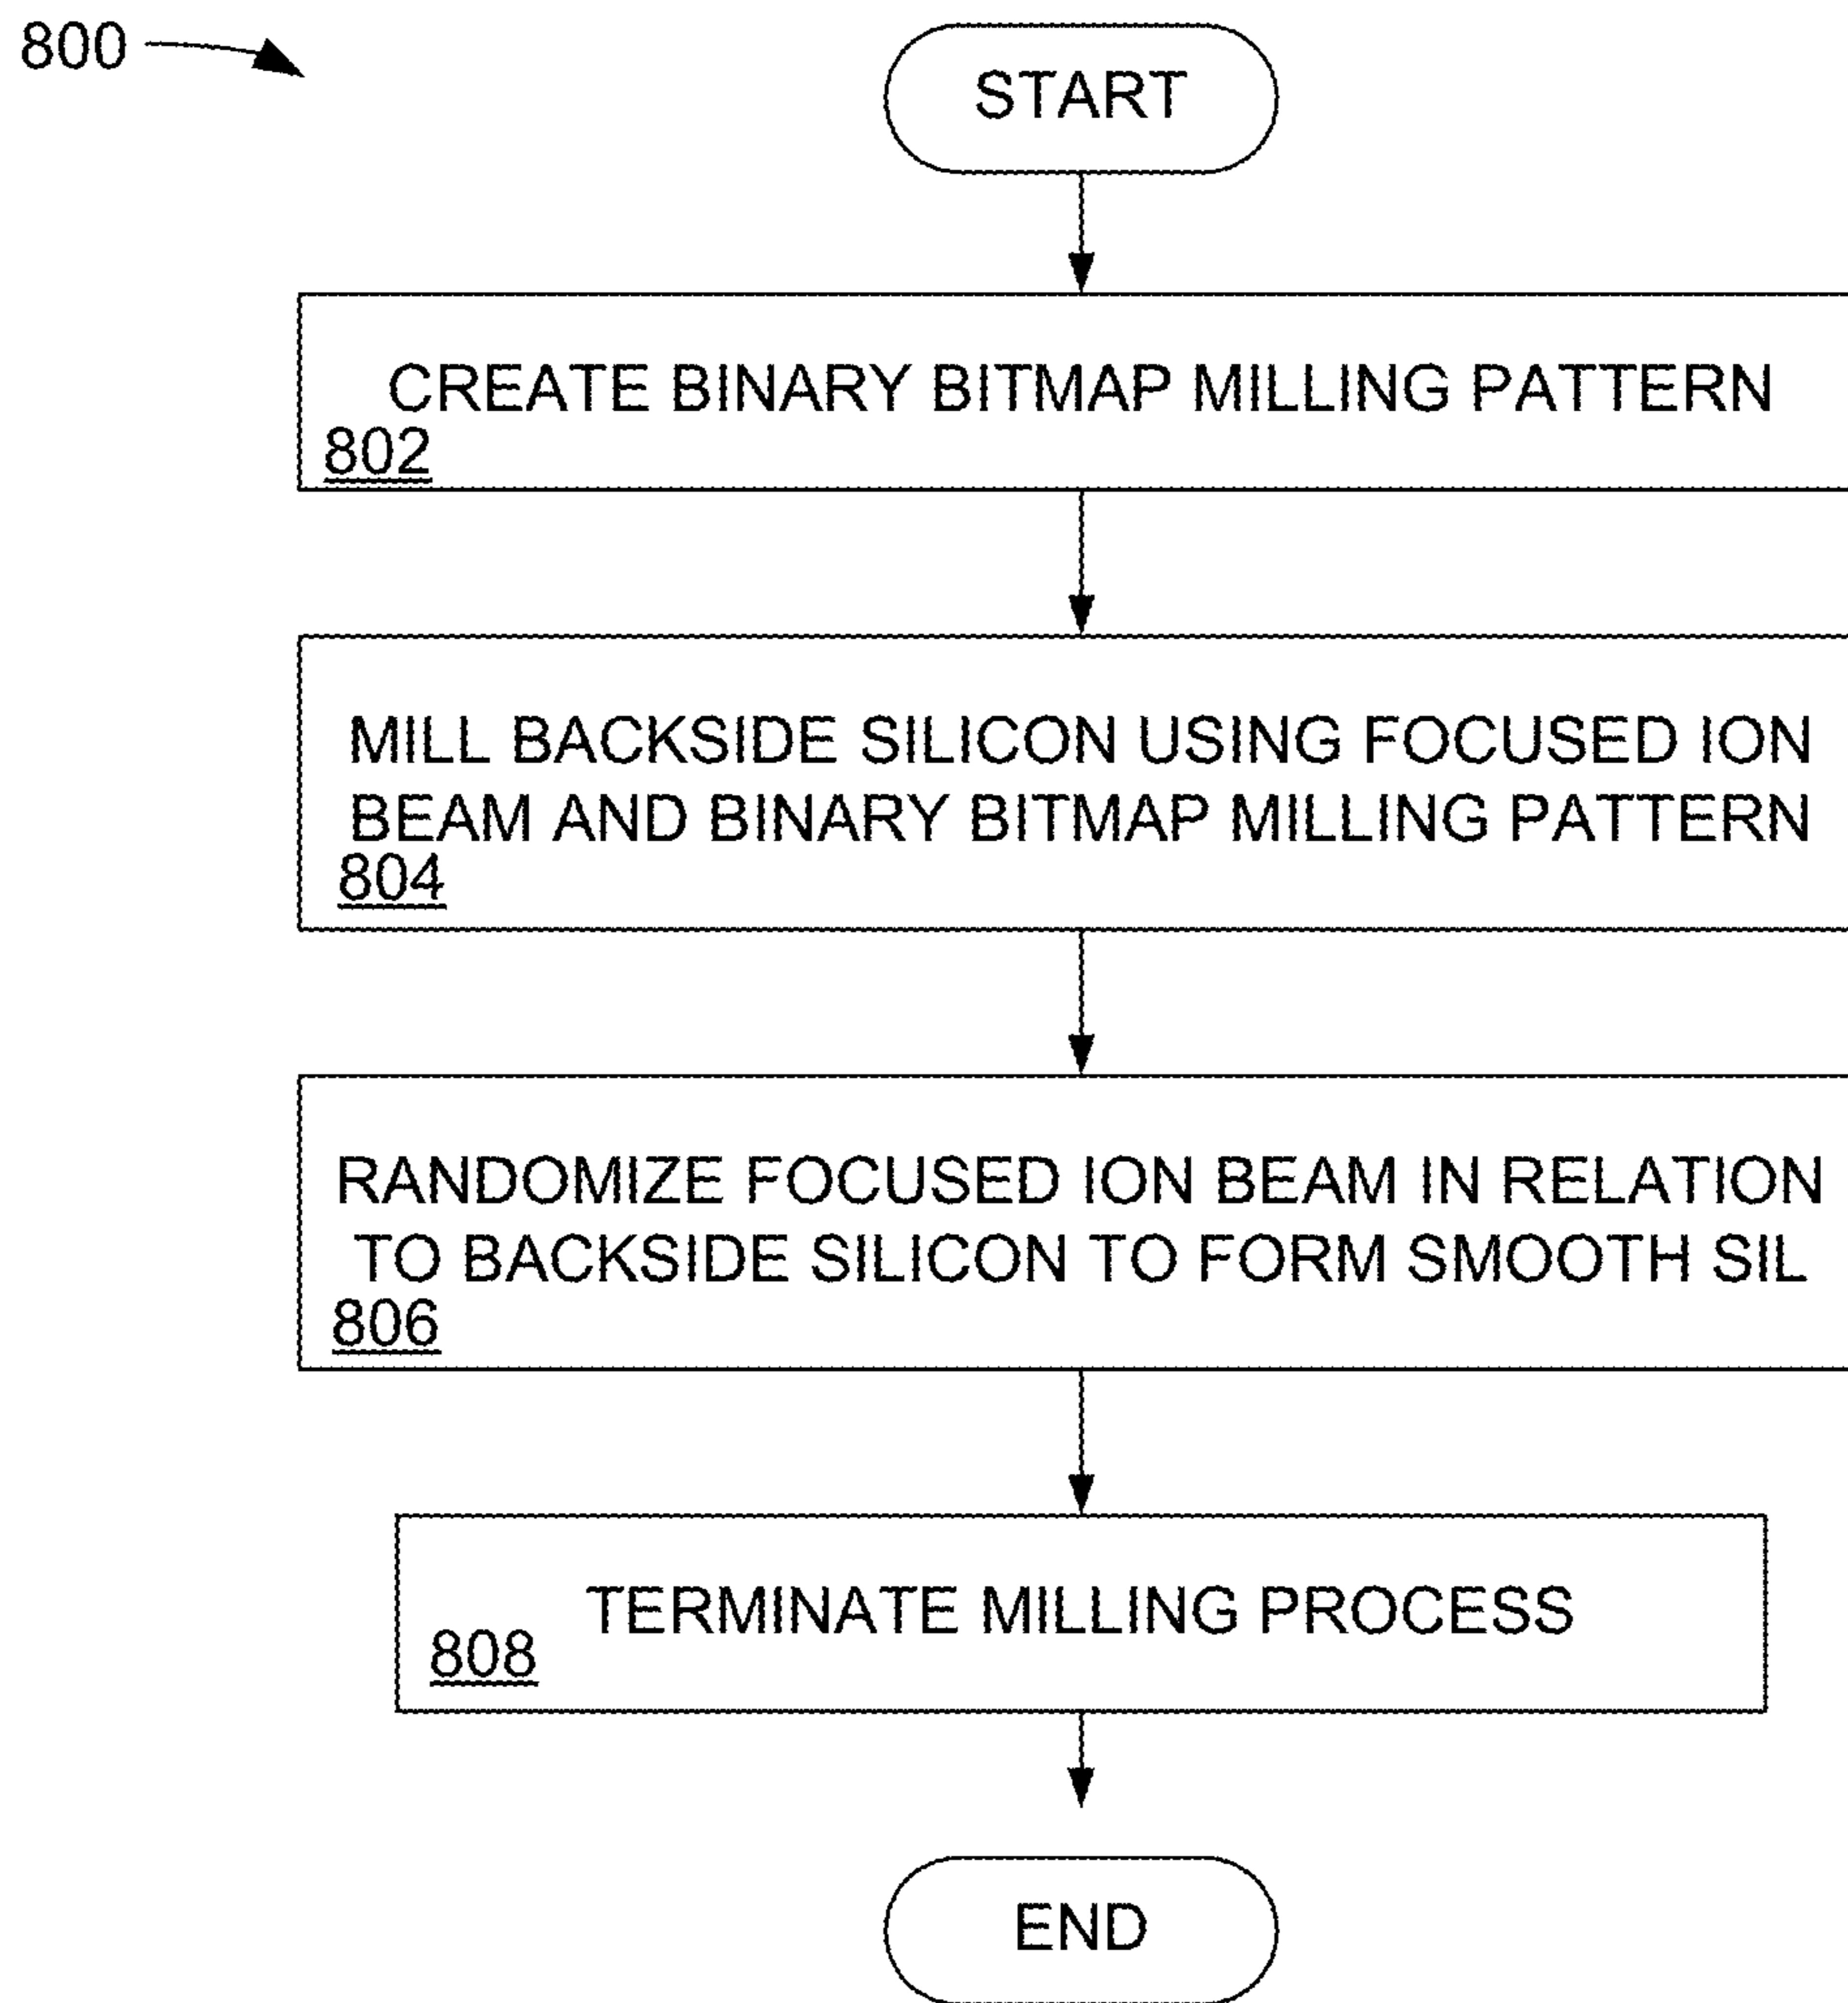 800
START
CREATE BINARY BITMAP MILLING PATTERN
802
MILL BACKSIDE SILICON USING FOCUSED ION
BEAM AND BINARY BITMAP MILLING PATTERN
804
RANDOMIZE FOCUSED ION BEAM IN RELATION
TO BACKSIDE SILICON TO FORM SMOOTH SIL
806
TERMINATE MILLING PROCESS
808
END